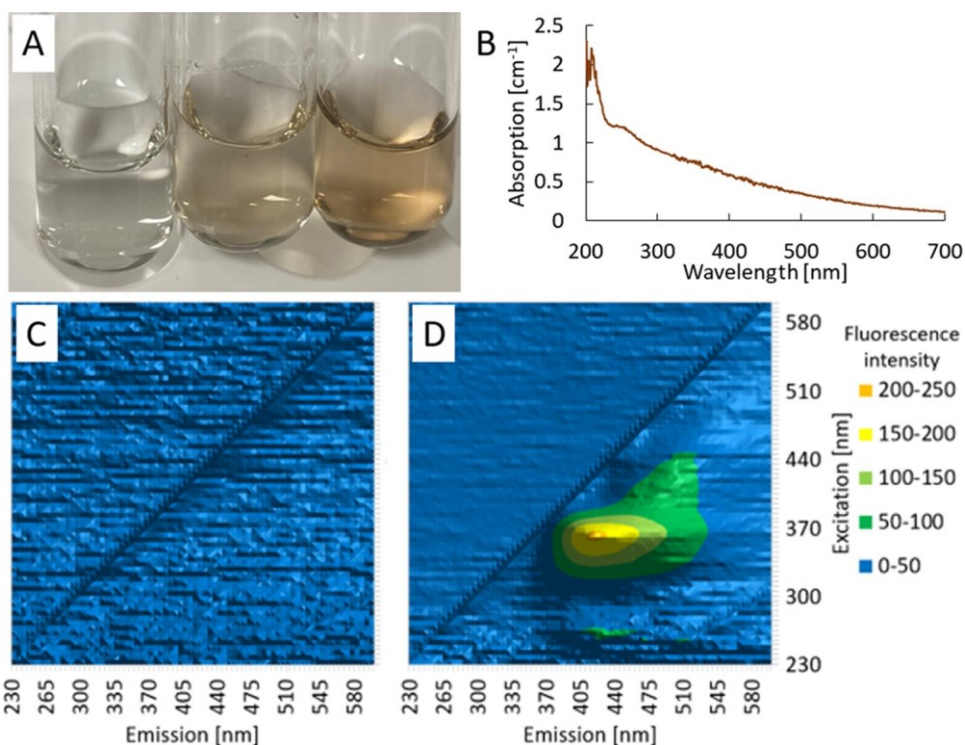 A
B
2.5
2
1.5
1
0.5
0
Absorption [cm⁻¹]
200 300 400 500 600 700
Wavelength [nm]
C
D
580
510
440
370
300
230
Excitation [nm]
Fluorescence
intensity
200-250
150-200
100-150
50-100
0-50
230 265 300 335 370 405 440 475 510 545 580
Emission [nm]
230 265 300 335 370 405 440 475 510 545 580
Emission [nm]